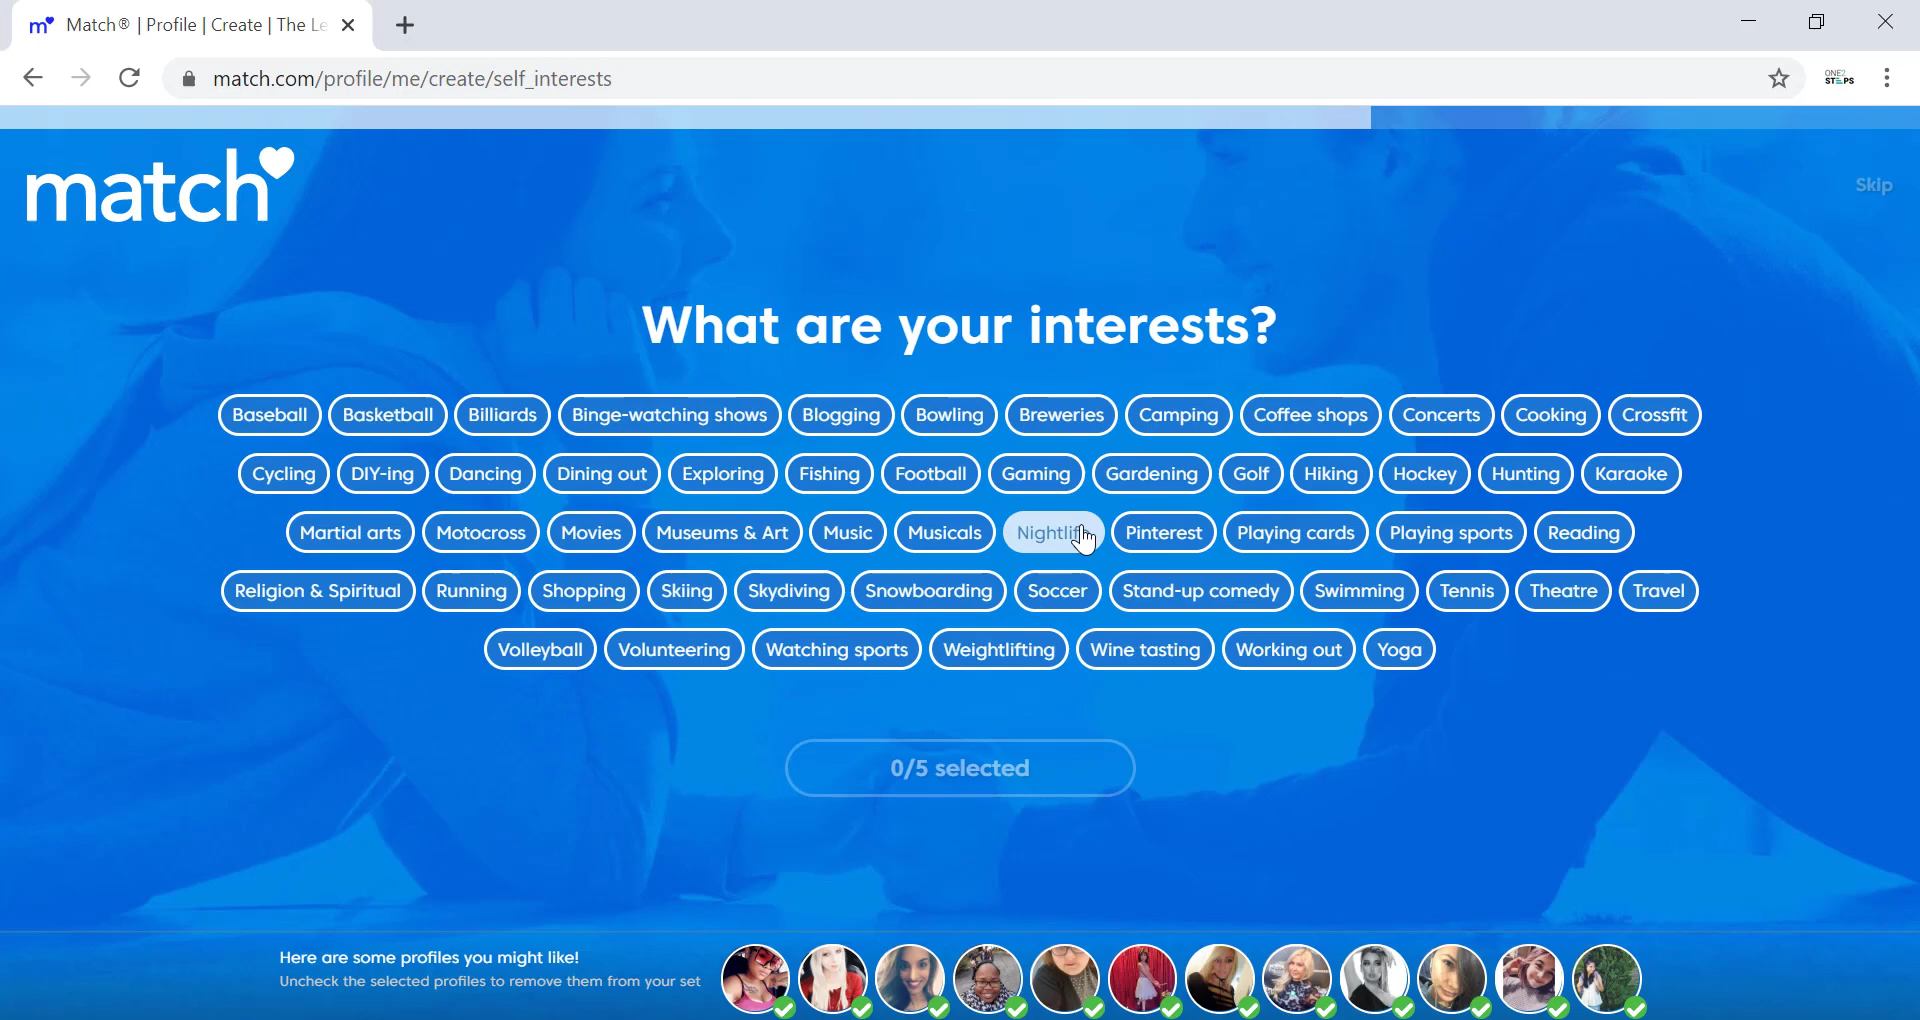 Match® | Profile | Create | The Le
match.com/profile/me/create/self_interests
ONE2
STEPS
match
Skip
What are your interests?
Baseball Basketball Billiards Binge-watching shows Blogging Bowling Breweries Camping Coffee shops Concerts Cooking Crossfit
Cycling DIY-ing Dancing Dining out Exploring Fishing Football Gaming Gardening Golf Hiking Hockey Hunting Karaoke
Martial arts Motocross Movies Museums & Art Music Musicals Nightlife Pinterest Playing cards Playing sports Reading
Religion & Spiritual Running Shopping Skiing Skydiving Snowboarding Soccer Stand-up comedy Swimming Tennis Theatre Travel
Volleyball Volunteering Watching sports Weightlifting Wine tasting Working out Yoga
0/5 selected
Here are some profiles you might like!
Uncheck the selected profiles to remove them from your set